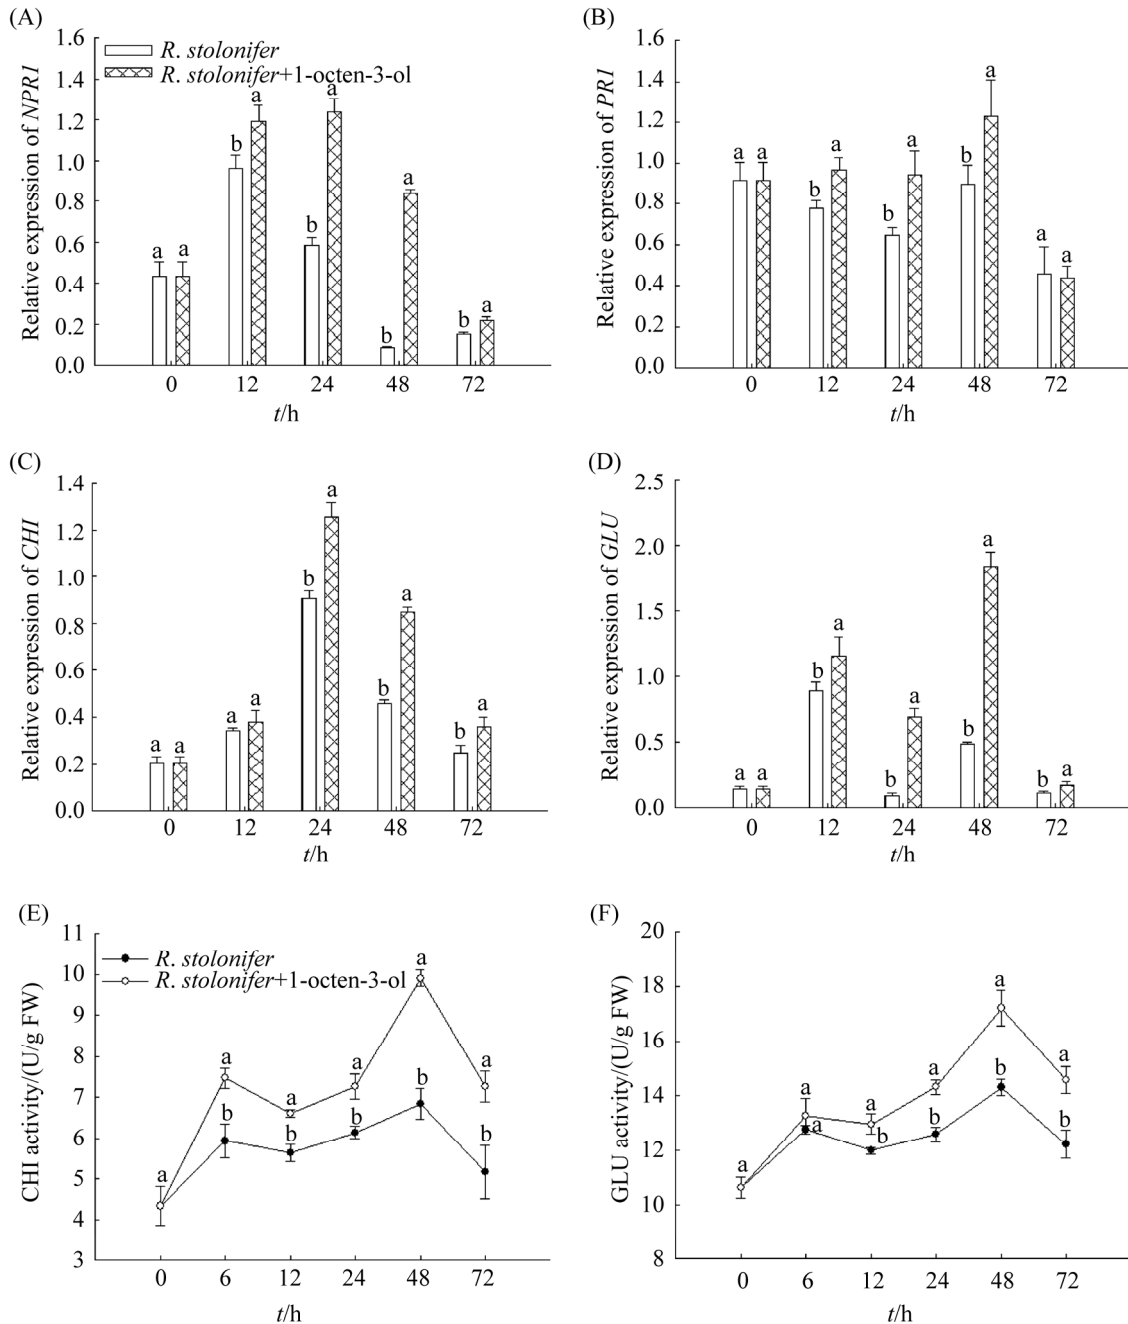 (A)
Relative expression of NPR1
1.6
1.4
1.2
1.0
0.8
0.6
0.4
0.2
0.0
R. stolonifer
R. stolonifer+1-octen-3-ol
a a
b a
b a
b a
b a
0 12 24 48 72
t/h
(B)
Relative expression of PR1
1.6
1.4
1.2
1.0
0.8
0.6
0.4
0.2
0.0
a a
b a
b a
b a
a a
0 12 24 48 72
t/h
(C)
Relative expression of CHI
1.4
1.2
1.0
0.8
0.6
0.4
0.2
0.0
a a
a a
b a
b a
b a
0 12 24 48 72
t/h
(D)
Relative expression of GLU
2.5
2.0
1.5
1.0
0.5
0.0
a a
b a
b a
b a
b a
0 12 24 48 72
t/h
(E)
CHI activity/(U/g FW)
11
10
9
8
7
6
5
4
3
R. stolonifer
R. stolonifer+1-octen-3-ol
a
a b
a b
a b
a b
a b
0 6 12 24 48 72
t/h
(F)
GLU activity/(U/g FW)
20
18
16
14
12
10
8
a
a a
a b
a b
a b
a b
0 6 12 24 48 72
t/h